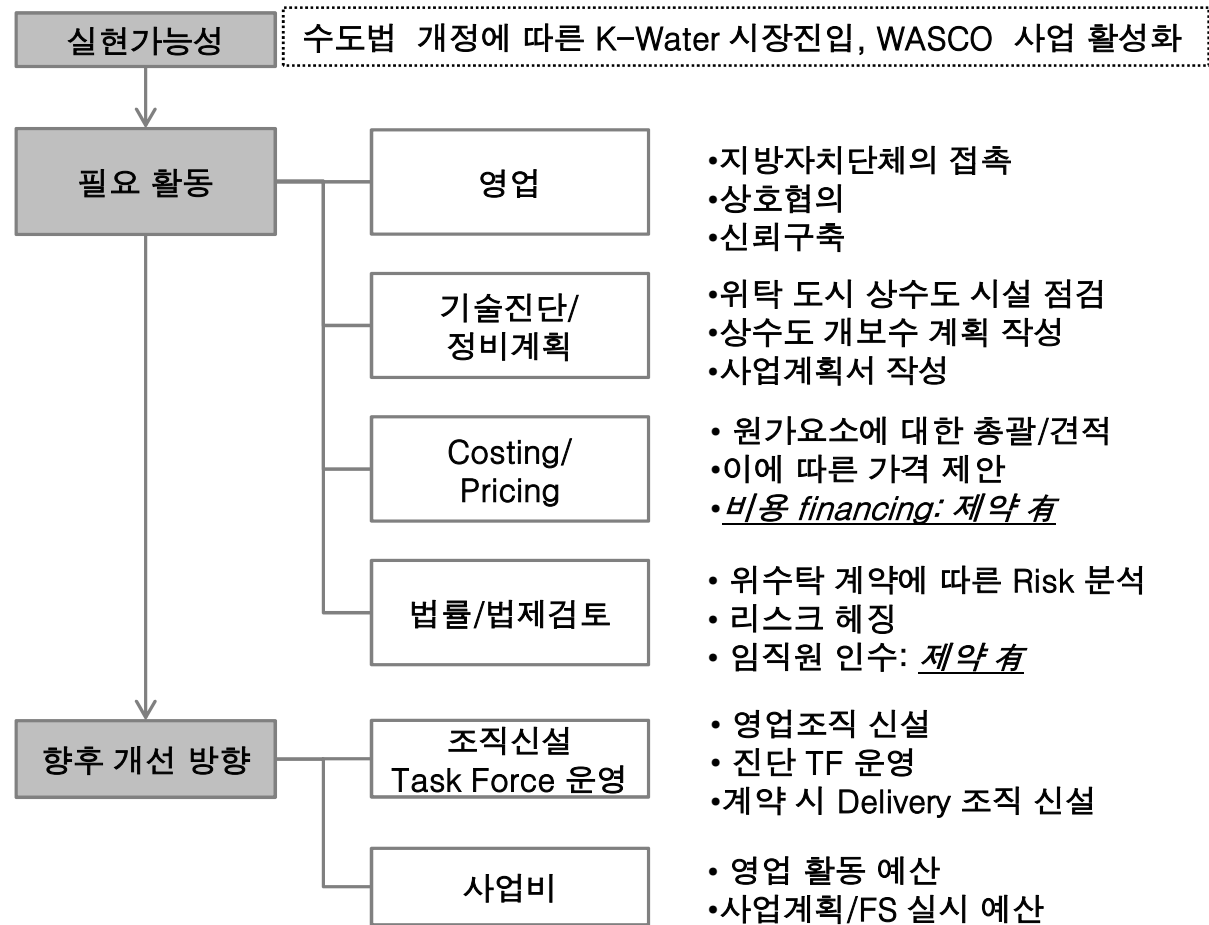 실현가능성
수도법 개정에 따른 K-Water 시장진입, WASCO 사업 활성화
필요 활동
영업
•지방자치단체의 접촉
•상호협의
•신뢰구축
기술진단/
정비계획
•위탁 도시 상수도 시설 점검
•상수도 개보수 계획 작성
•사업계획서 작성
Costing/
Pricing
• 원가요소에 대한 총괄/견적
•이에 따른 가격 제안
•비용 financing: 제약 有
법률/법제검토
• 위수탁 계약에 따른 Risk 분석
• 리스크 헤징
• 임직원 인수: 제약 有
향후 개선 방향
조직신설
Task Force 운영
• 영업조직 신설
• 진단 TF 운영
•계약 시 Delivery 조직 신설
사업비
• 영업 활동 예산
•사업계획/FS 실시 예산